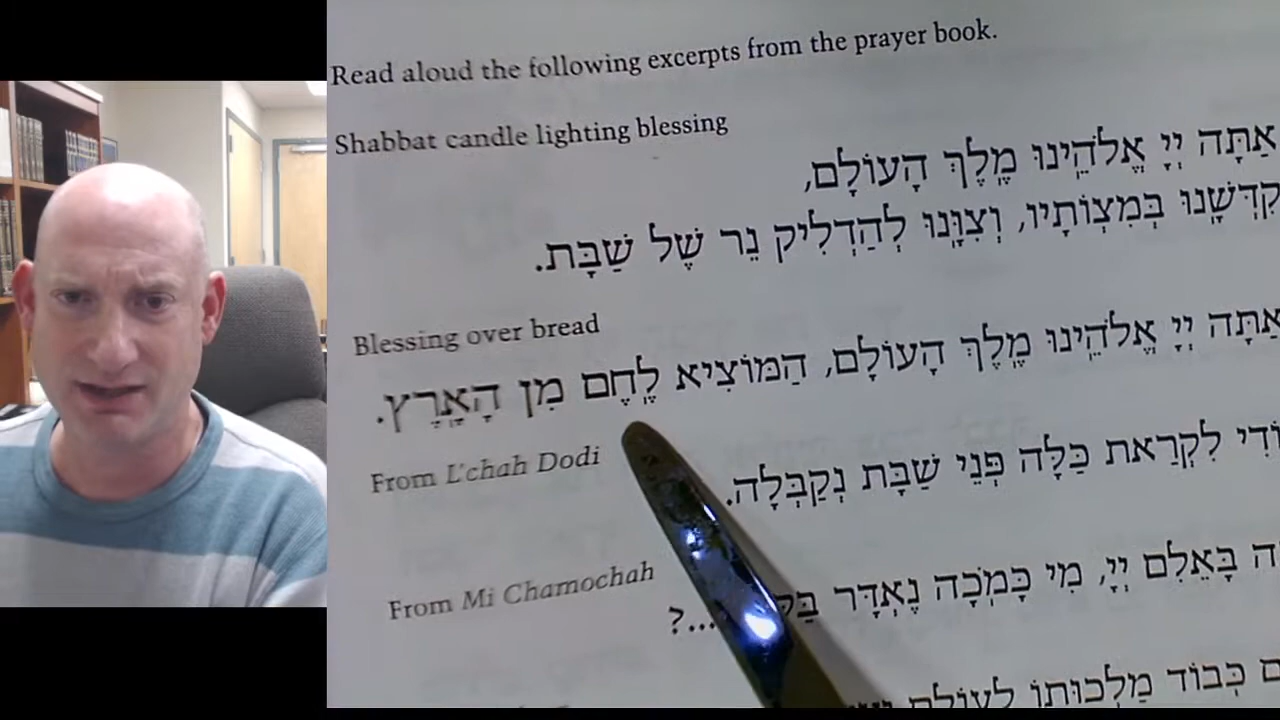 Read aloud the following excerpts from the prayer book.
Shabbat candle lighting blessing
אַתָּה יְיָ אֱלֹהֵֽינוּ מֶֽלֶךְ הָעוֹלָם,
קִדְּשָֽׁנוּ בְּמִצְוֹתָיו, וְצִוָּֽנוּ לְהַדְלִיק נֵר שֶׁל שַׁבָּת.
Blessing over bread
אַתָּה יְיָ אֱלֹהֵֽינוּ מֶֽלֶךְ הָעוֹלָם, הַמּוֹצִיא לֶֽחֶם מִן הָאָֽרֶץ.
From L'chah Dodi
לִקְרַאת כַּלָּה פְּנֵי שַׁבָּת נְקַבְּלָה.
From Mi Chamochah
בָּאֵלִם יְיָ, מִי כָּמֹֽכָה נֶאְדָּר ...?
כְּבוֹד מַלְכוּתוֹ לְעוֹלָם